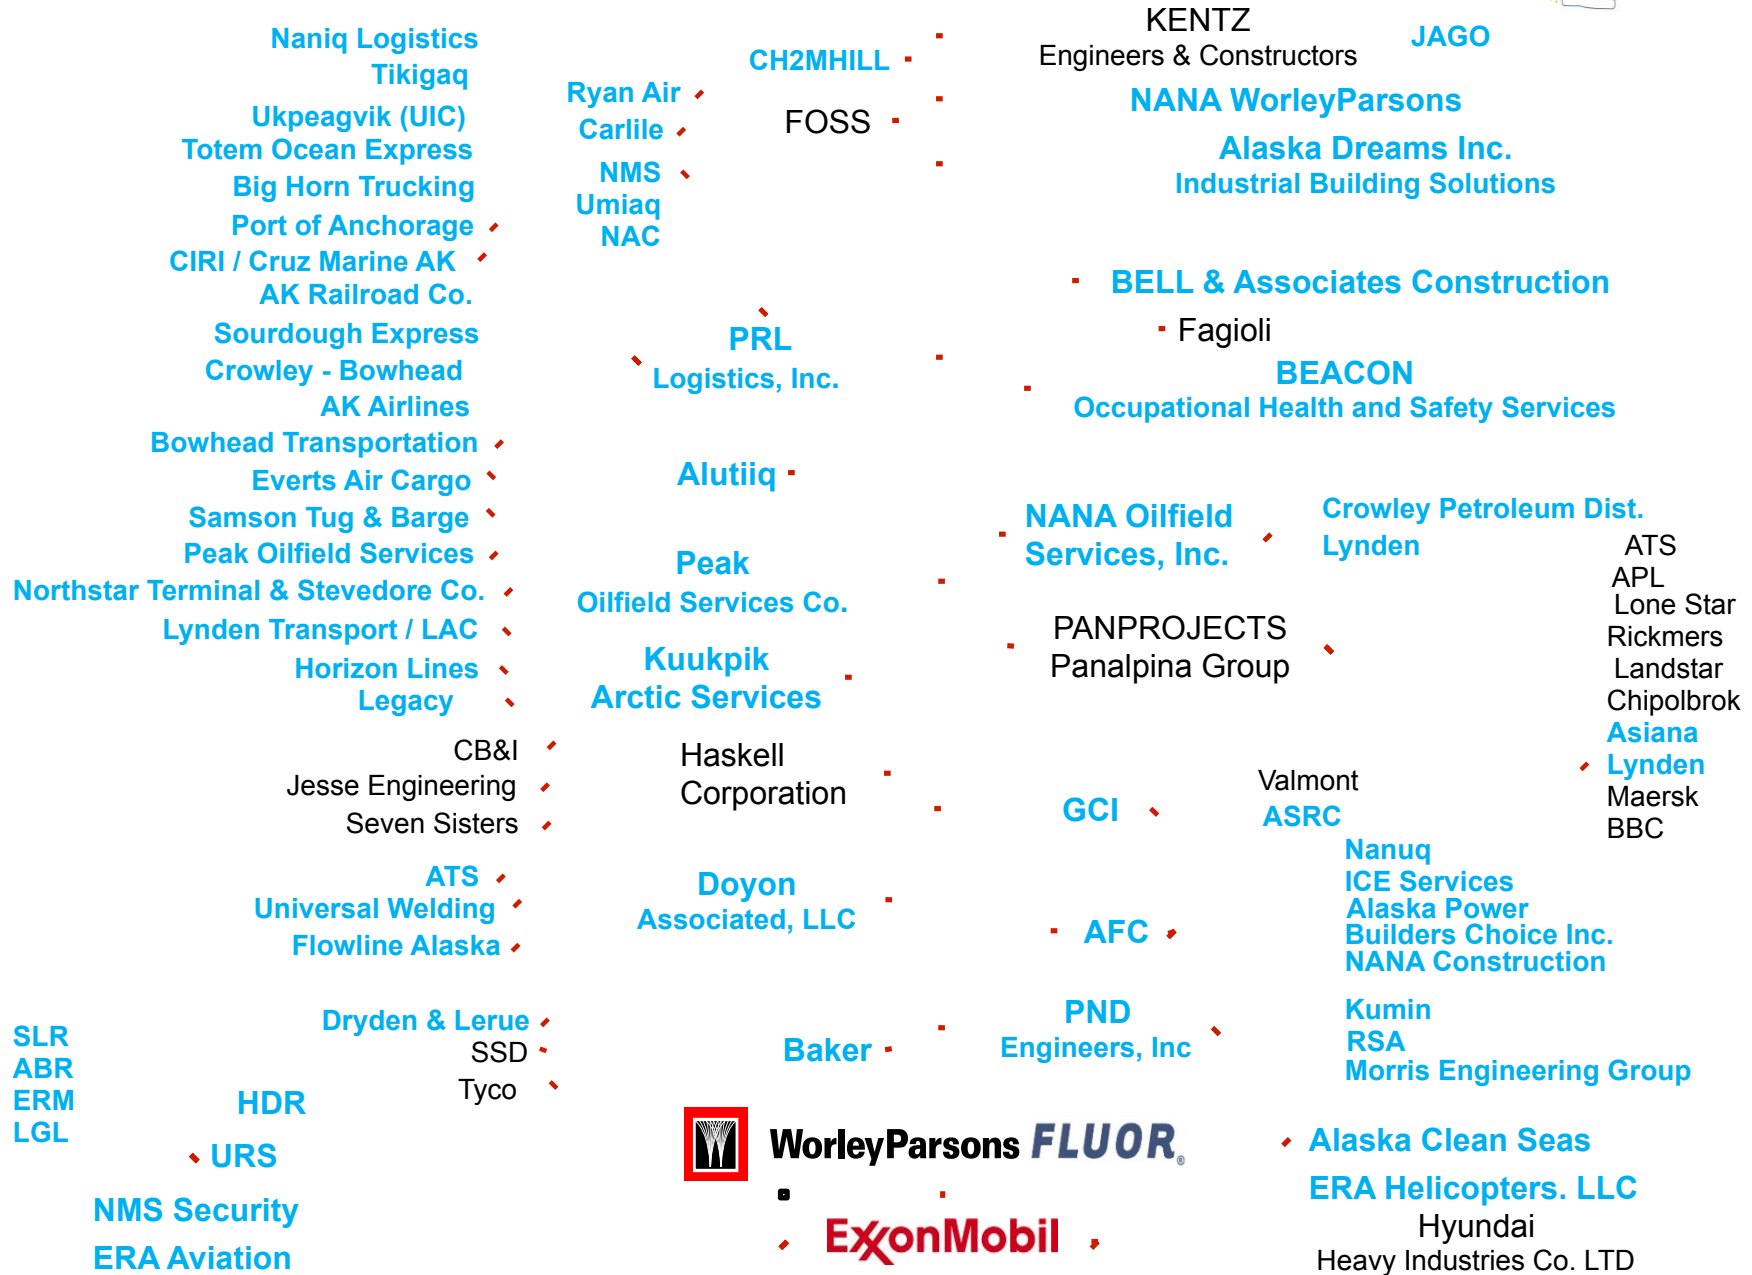 Naniq Logistics
Tikigaq
Ukpeagvik (UIC)
Totem Ocean Express
Big Horn Trucking
Port of Anchorage
CIRI / Cruz Marine AK
AK Railroad Co.
Sourdough Express
Crowley - Bowhead
AK Airlines
Bowhead Transportation
Everts Air Cargo
Samson Tug & Barge
Peak Oilfield Services
Northstar Terminal & Stevedore Co.
Lynden Transport / LAC
Horizon Lines
Legacy
CB&I
Jesse Engineering
Seven Sisters
ATS
Universal Welding
Flowline Alaska
Dryden & Lerue
SSD
Tyco
SLR
ABR
ERM
LGL
HDR
URS
NMS Security
ERA Aviation
Ryan Air
Carlile
NMS
Umiaq
NAC
CH2MHILL
FOSS
PRL
Logistics, Inc.
Alutiiq
Peak
Oilfield Services Co.
Kuukpik
Arctic Services
Haskell
Corporation
Doyon
Associated, LLC
Baker
WorleyParsons
FLUOR®
ExxonMobil
KENTZ
Engineers & Constructors
JAGO
NANA WorleyParsons
Alaska Dreams Inc.
Industrial Building Solutions
BELL & Associates Construction
Fagioli
BEACON
Occupational Health and Safety Services
NANA Oilfield
Services, Inc.
Crowley Petroleum Dist.
Lynden
PANPROJECTS
Panalpina Group
ATS
APL
Lone Star
Rickmers
Landstar
Chipolbrok
Asiana
Lynden
Maersk
BBC
GCI
Valmont
ASRC
AFC
Nanuq
ICE Services
Alaska Power
Builders Choice Inc.
NANA Construction
PND
Engineers, Inc
Kumin
RSA
Morris Engineering Group
Alaska Clean Seas
ERA Helicopters. LLC
Hyundai
Heavy Industries Co. LTD